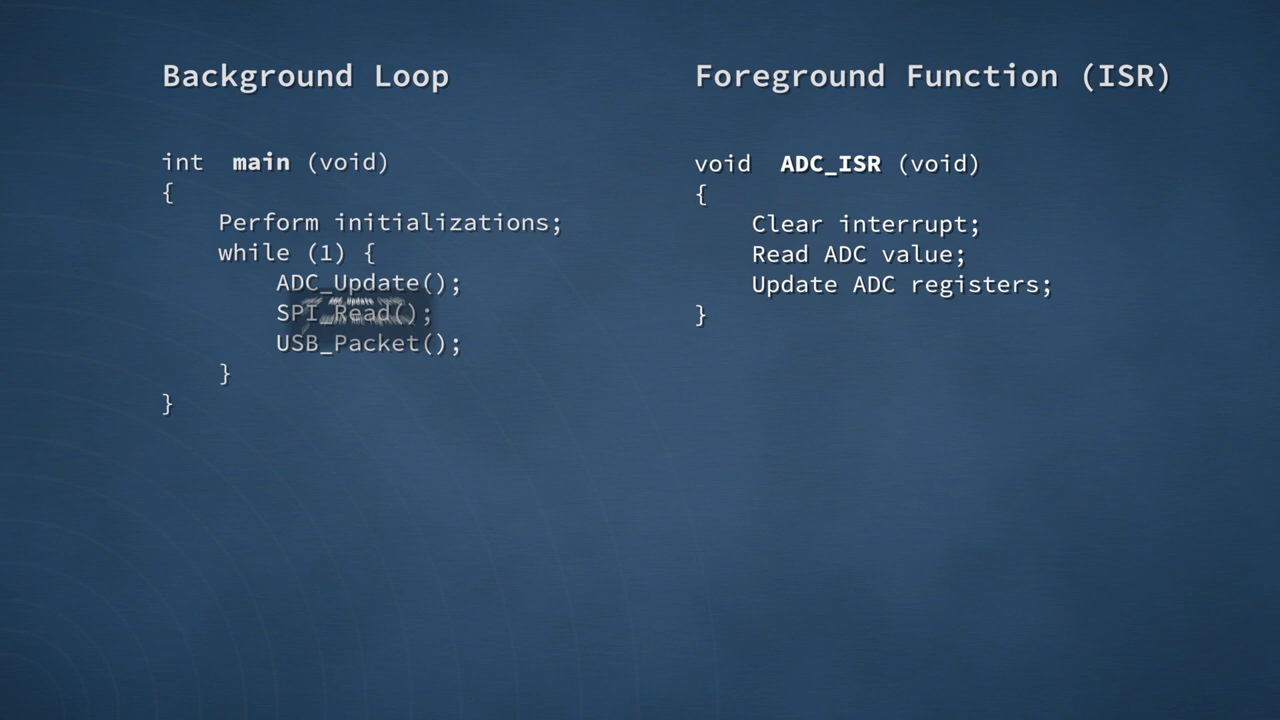 Background Loop
int main (void)
{
    Perform initializations;
    while (1) {
        ADC_Update();
        SPI_Read();
        USB_Packet();
    }
}
Foreground Function (ISR)
void ADC_ISR (void)
{
    Clear interrupt;
    Read ADC value;
    Update ADC registers;
}